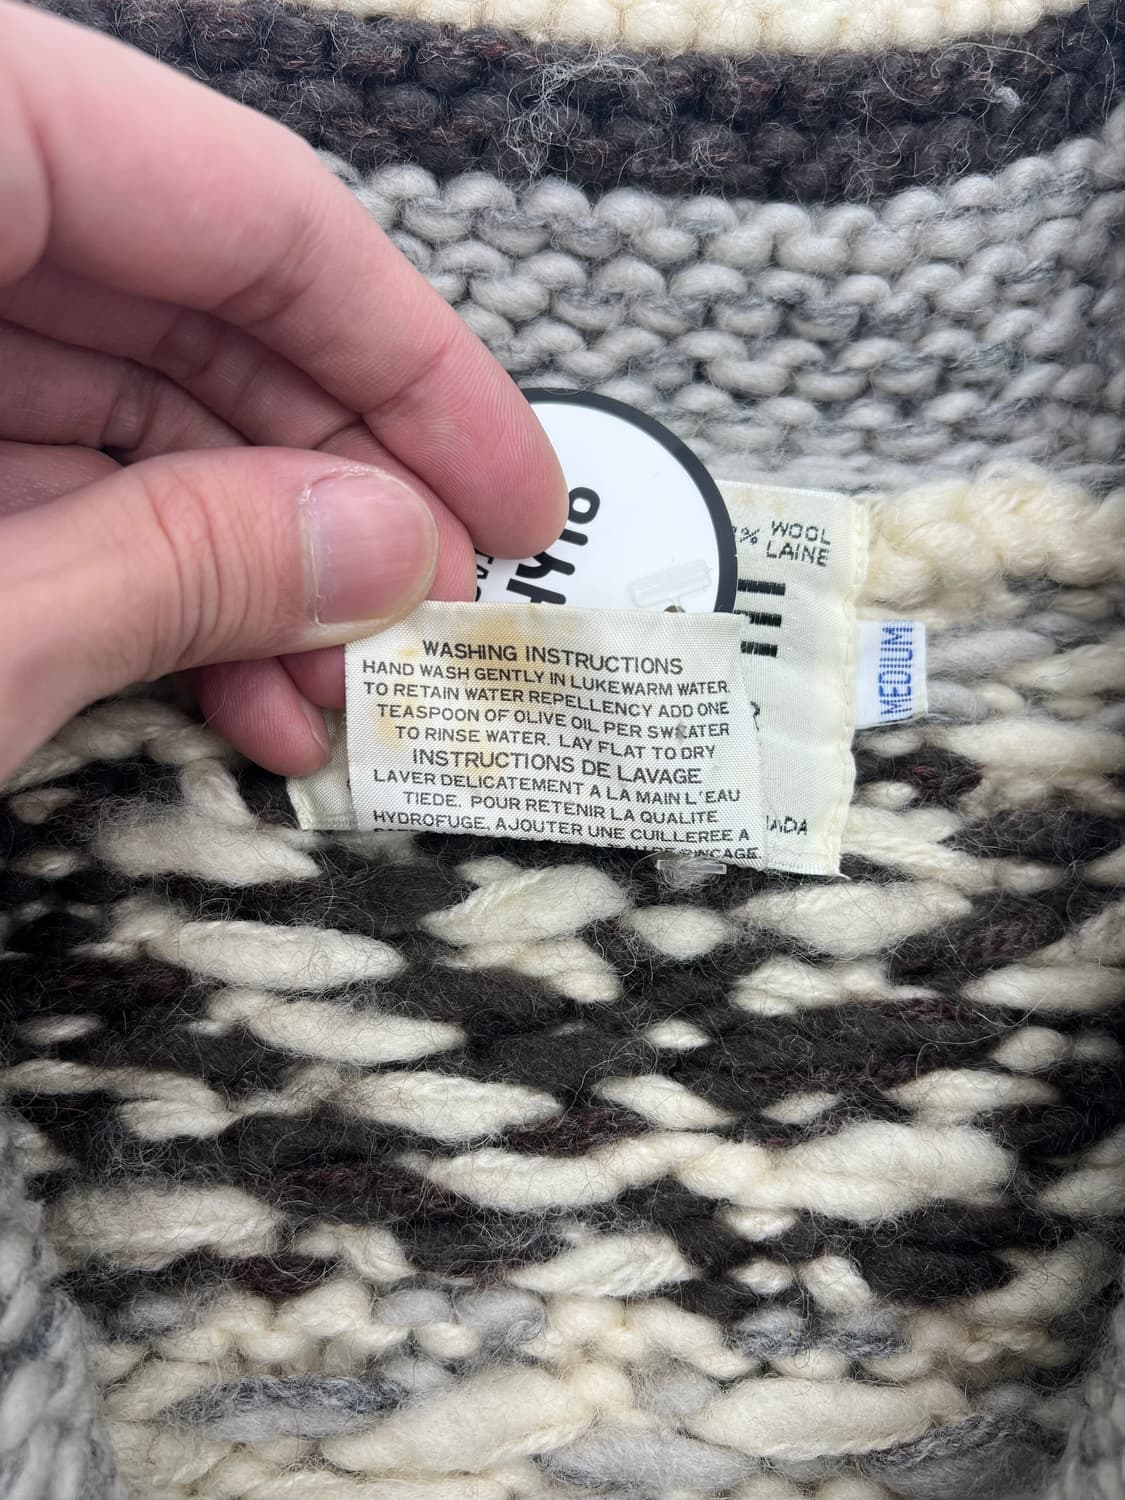 % WOOL
LAINE
MEDIUM
WASHING INSTRUCTIONS
HAND WASH GENTLY IN LUKEWARM WATER.
TO RETAIN WATER REPELLENCY ADD ONE
TEASPOON OF OLIVE OIL PER SWEATER
TO RINSE WATER. LAY FLAT TO DRY
INSTRUCTIONS DE LAVAGE
LAVER DELICATEMENT A LA MAIN L'EAU
TIEDE. POUR RETENIR LA QUALITE
HYDROFUGE, AJOUTER UNE CUILLEREE A